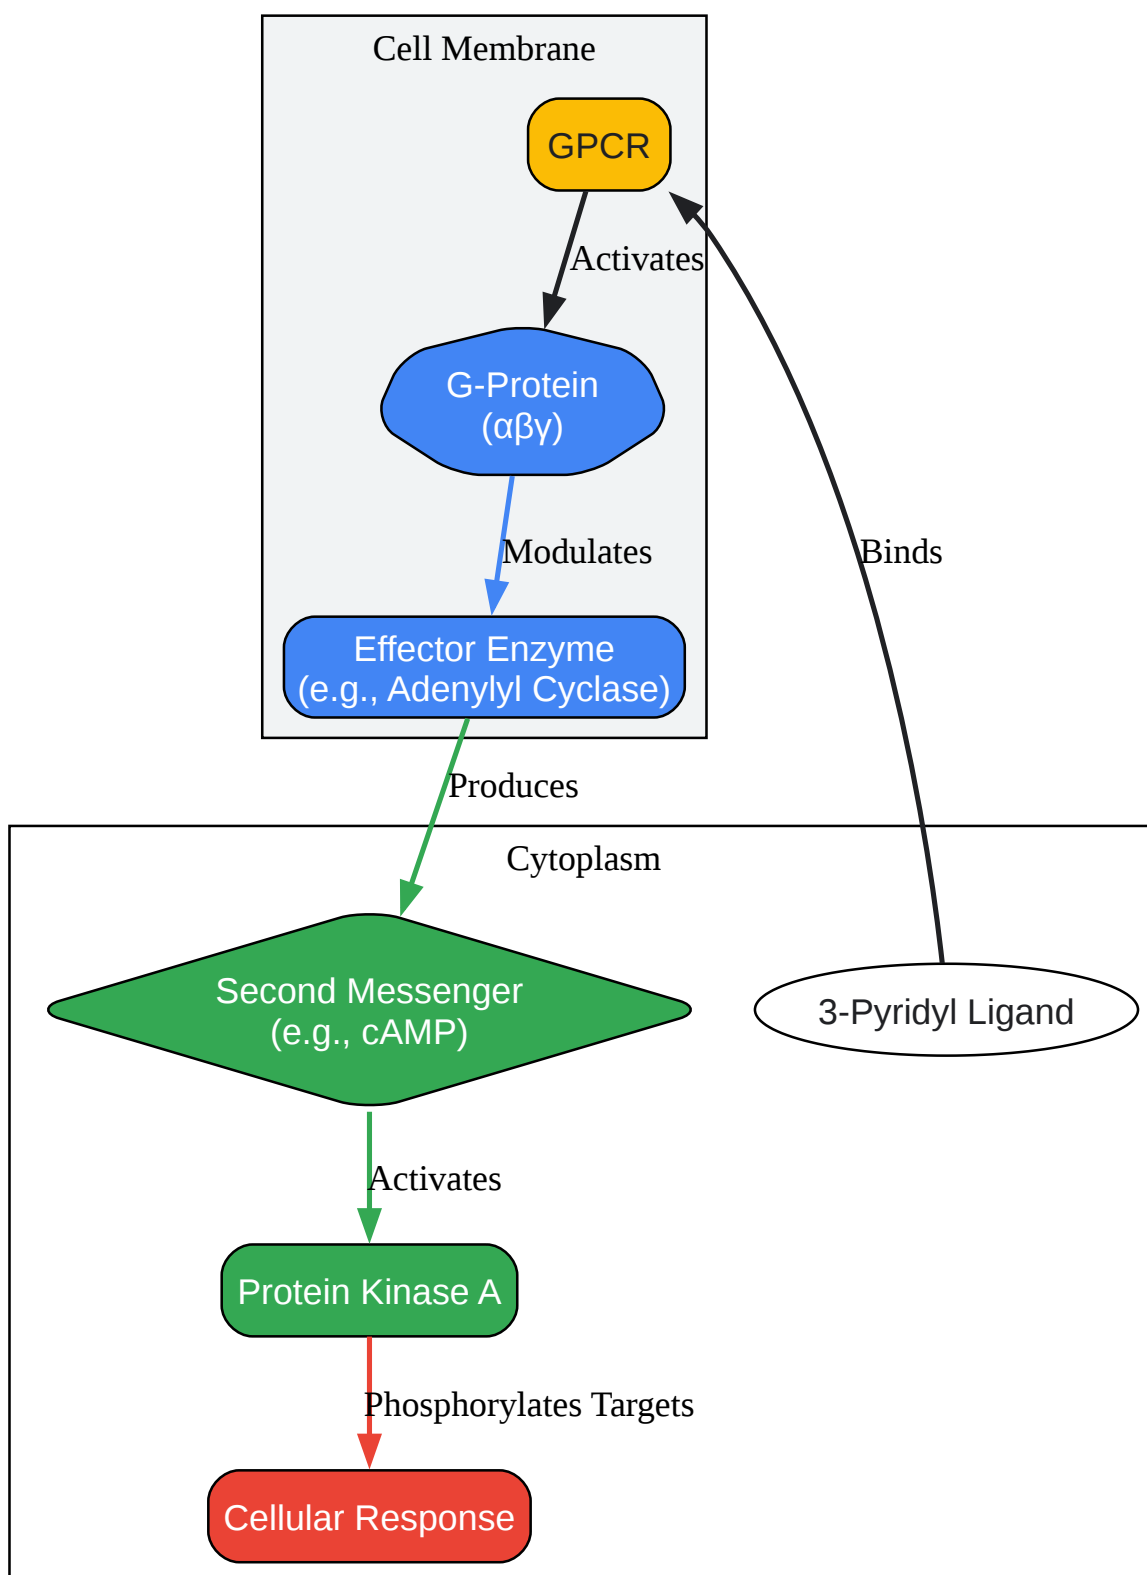 Cell Membrane
GPCR
Activates
G-Protein
(αβγ)
Modulates
Binds
Effector Enzyme
(e.g., Adenylyl Cyclase)
Produces
Cytoplasm
Second Messenger
(e.g., cAMP)
3-Pyridyl Ligand
Activates
Protein Kinase A
Phosphorylates Targets
Cellular Response